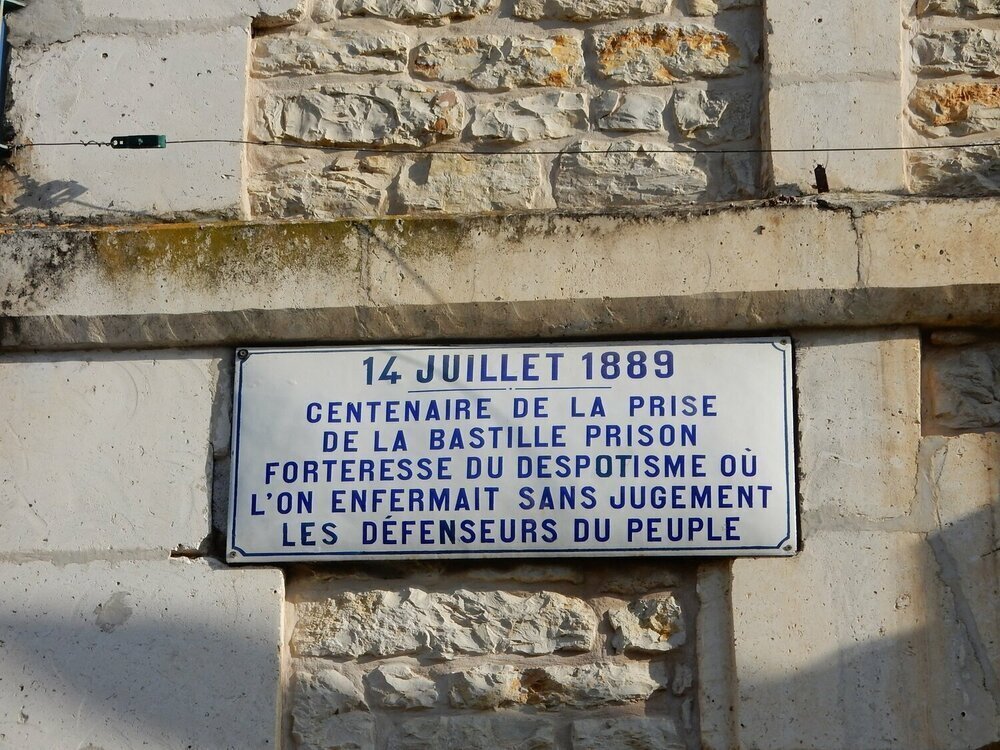 14 JUILLET 1889
CENTENAIRE DE LA PRISE
DE LA BASTILLE PRISON
FORTERESSE DU DESPOTISME OÙ
L'ON ENFERMAIT SANS JUGEMENT
LES DÉFENSEURS DU PEUPLE